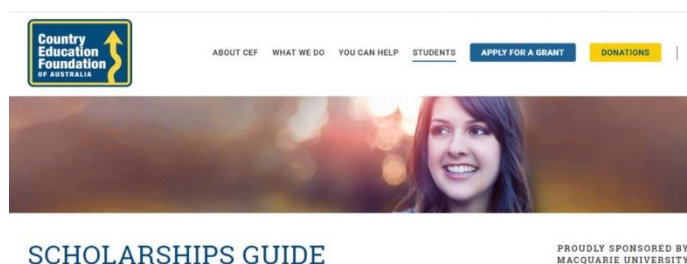 Country
Education
Foundation
OF AUSTRALIA
ABOUT CEF WHAT WE DO YOU CAN HELP STUDENTS APPLY FOR A GRANT DONATIONS
SCHOLARSHIPS GUIDE
PROUDLY SPONSORED BY
MACQUARIE UNIVERSITY